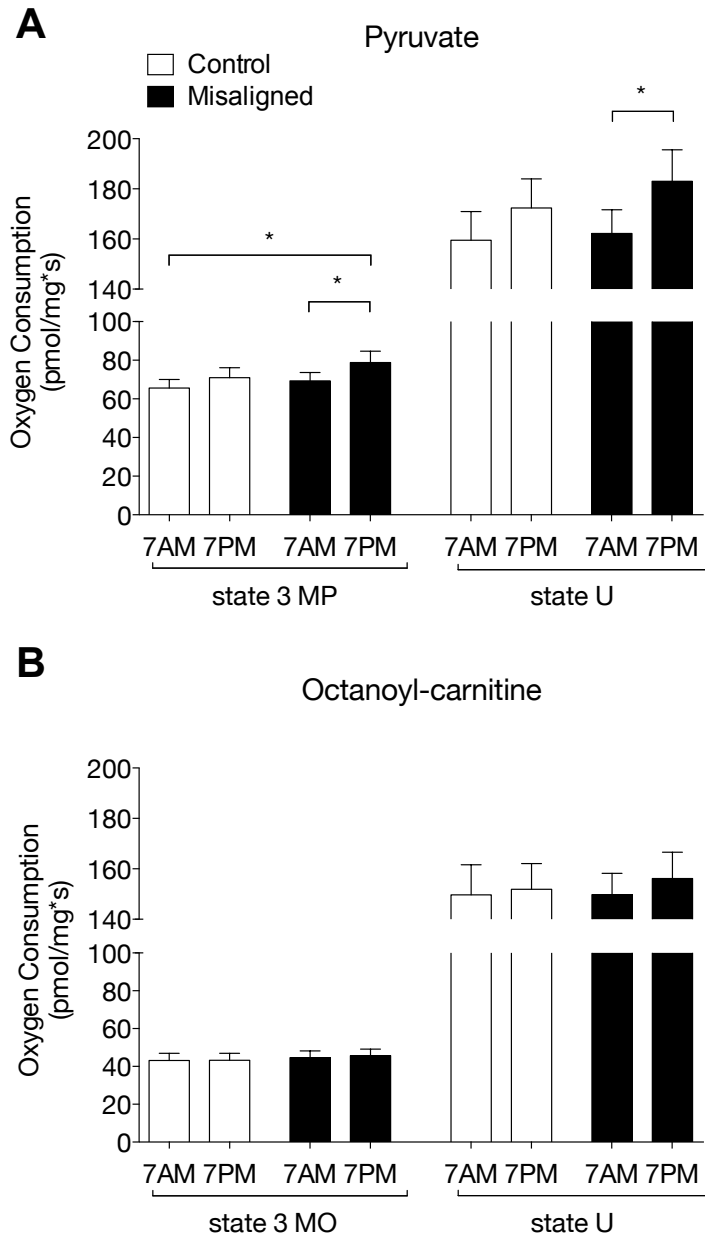 A
Pyruvate
Control
Misaligned
*
*
*
Oxygen Consumption
(pmol/mg*s)
200
180
160
140
100
80
60
40
20
0
7AM 7PM 7AM 7PM 7AM 7PM 7AM 7PM
state 3 MP state U
B
Octanoyl-carnitine
Oxygen Consumption
(pmol/mg*s)
200
180
160
140
100
80
60
40
20
0
7AM 7PM 7AM 7PM 7AM 7PM 7AM 7PM
state 3 MO state U